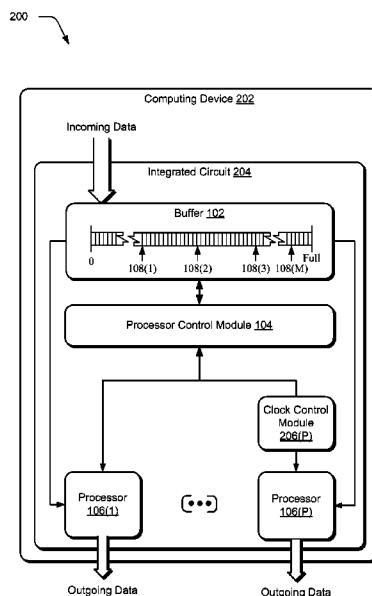 200
Computing Device 202
Incoming Data
Integrated Circuit 204
Buffer 102
0
108(1)
108(2)
108(3)
108(M)
Full
Processor Control Module 104
Clock Control
Module
206(P)
Processor
106(1)
Processor
106(P)
Outgoing Data
Outgoing Data